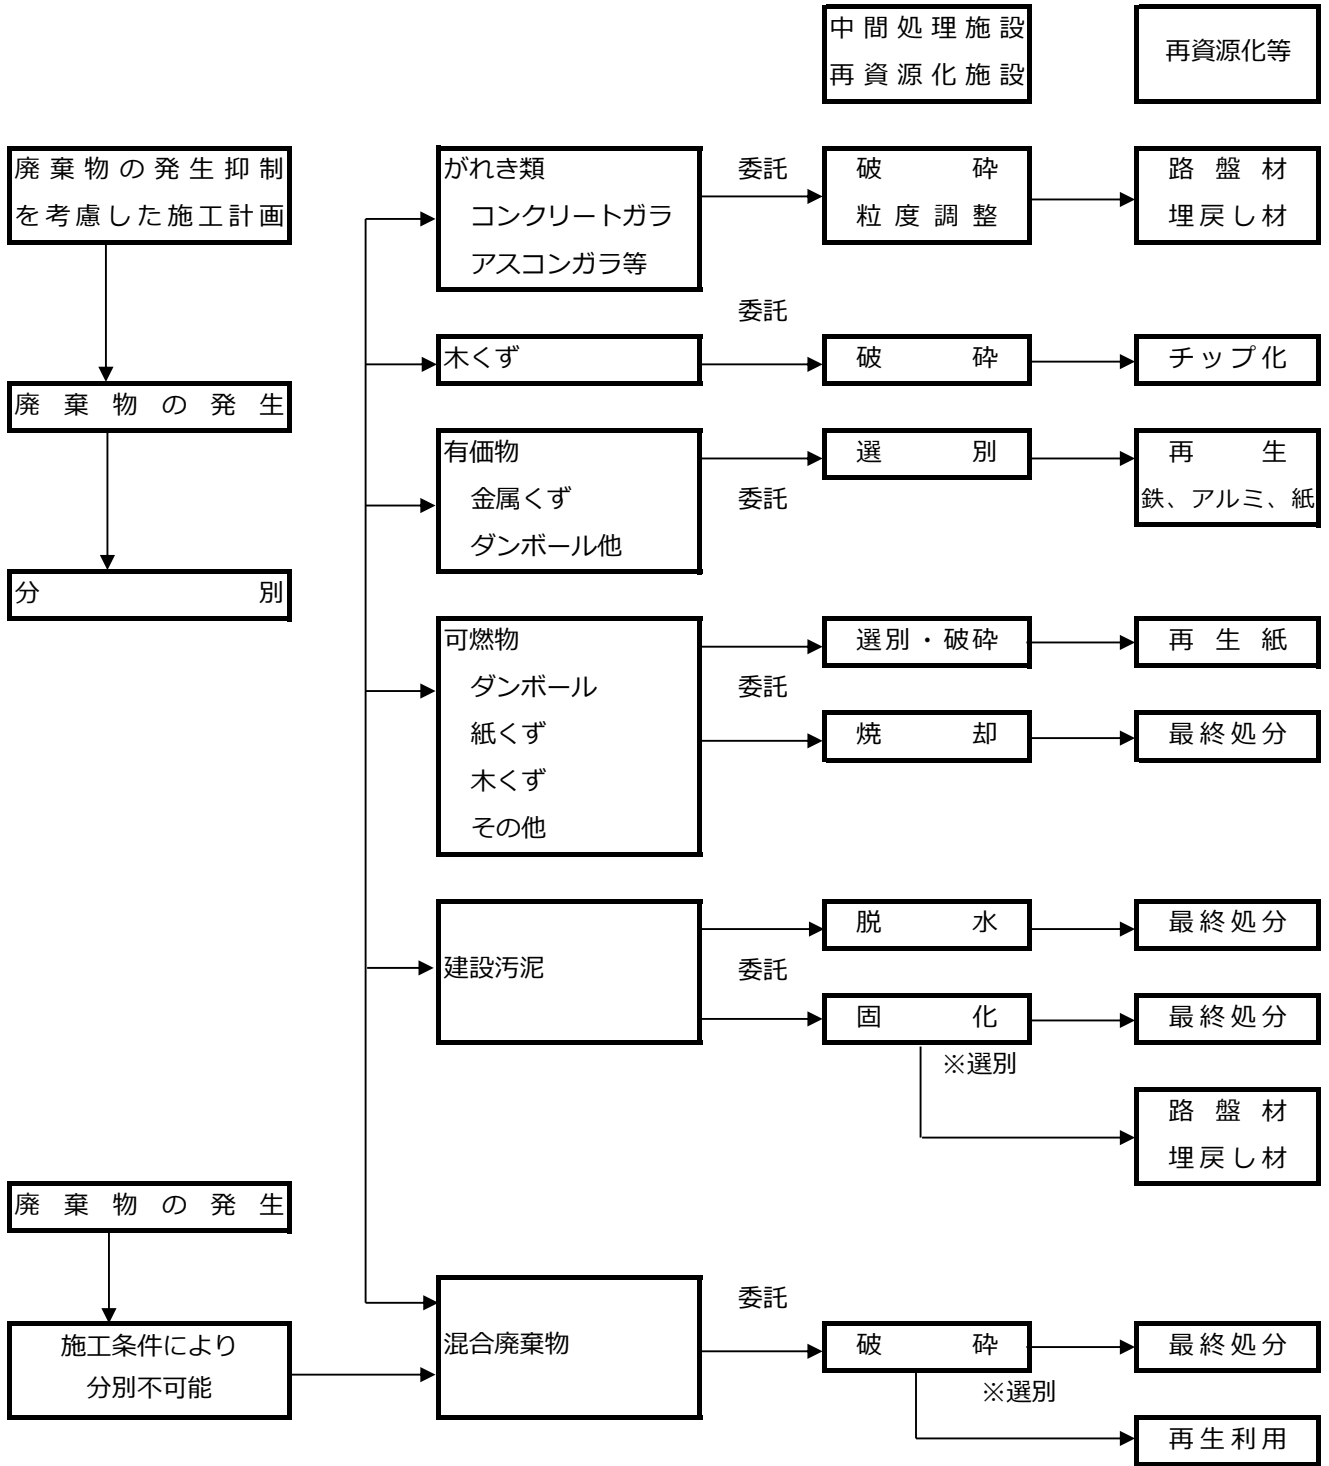 中間処理施設
再資源化施設
再資源化等
廃棄物の発生抑制
を考慮した施工計画
廃棄物の発生
分別
がれき類
コンクリートガラ
アスコンガラ等
委託
破砕
粒度調整
路盤材
埋戻し材
木くず
委託
破砕
チップ化
有価物
金属くず
ダンボール他
委託
選別
再生
鉄、アルミ、紙
可燃物
ダンボール
紙くず
木くず
その他
委託
選別・破砕
再生紙
焼却
最終処分
建設汚泥
委託
脱水
最終処分
固化
※選別
最終処分
路盤材
埋戻し材
廃棄物の発生
施工条件により
分別不可能
混合廃棄物
委託
破砕
※選別
最終処分
再生利用